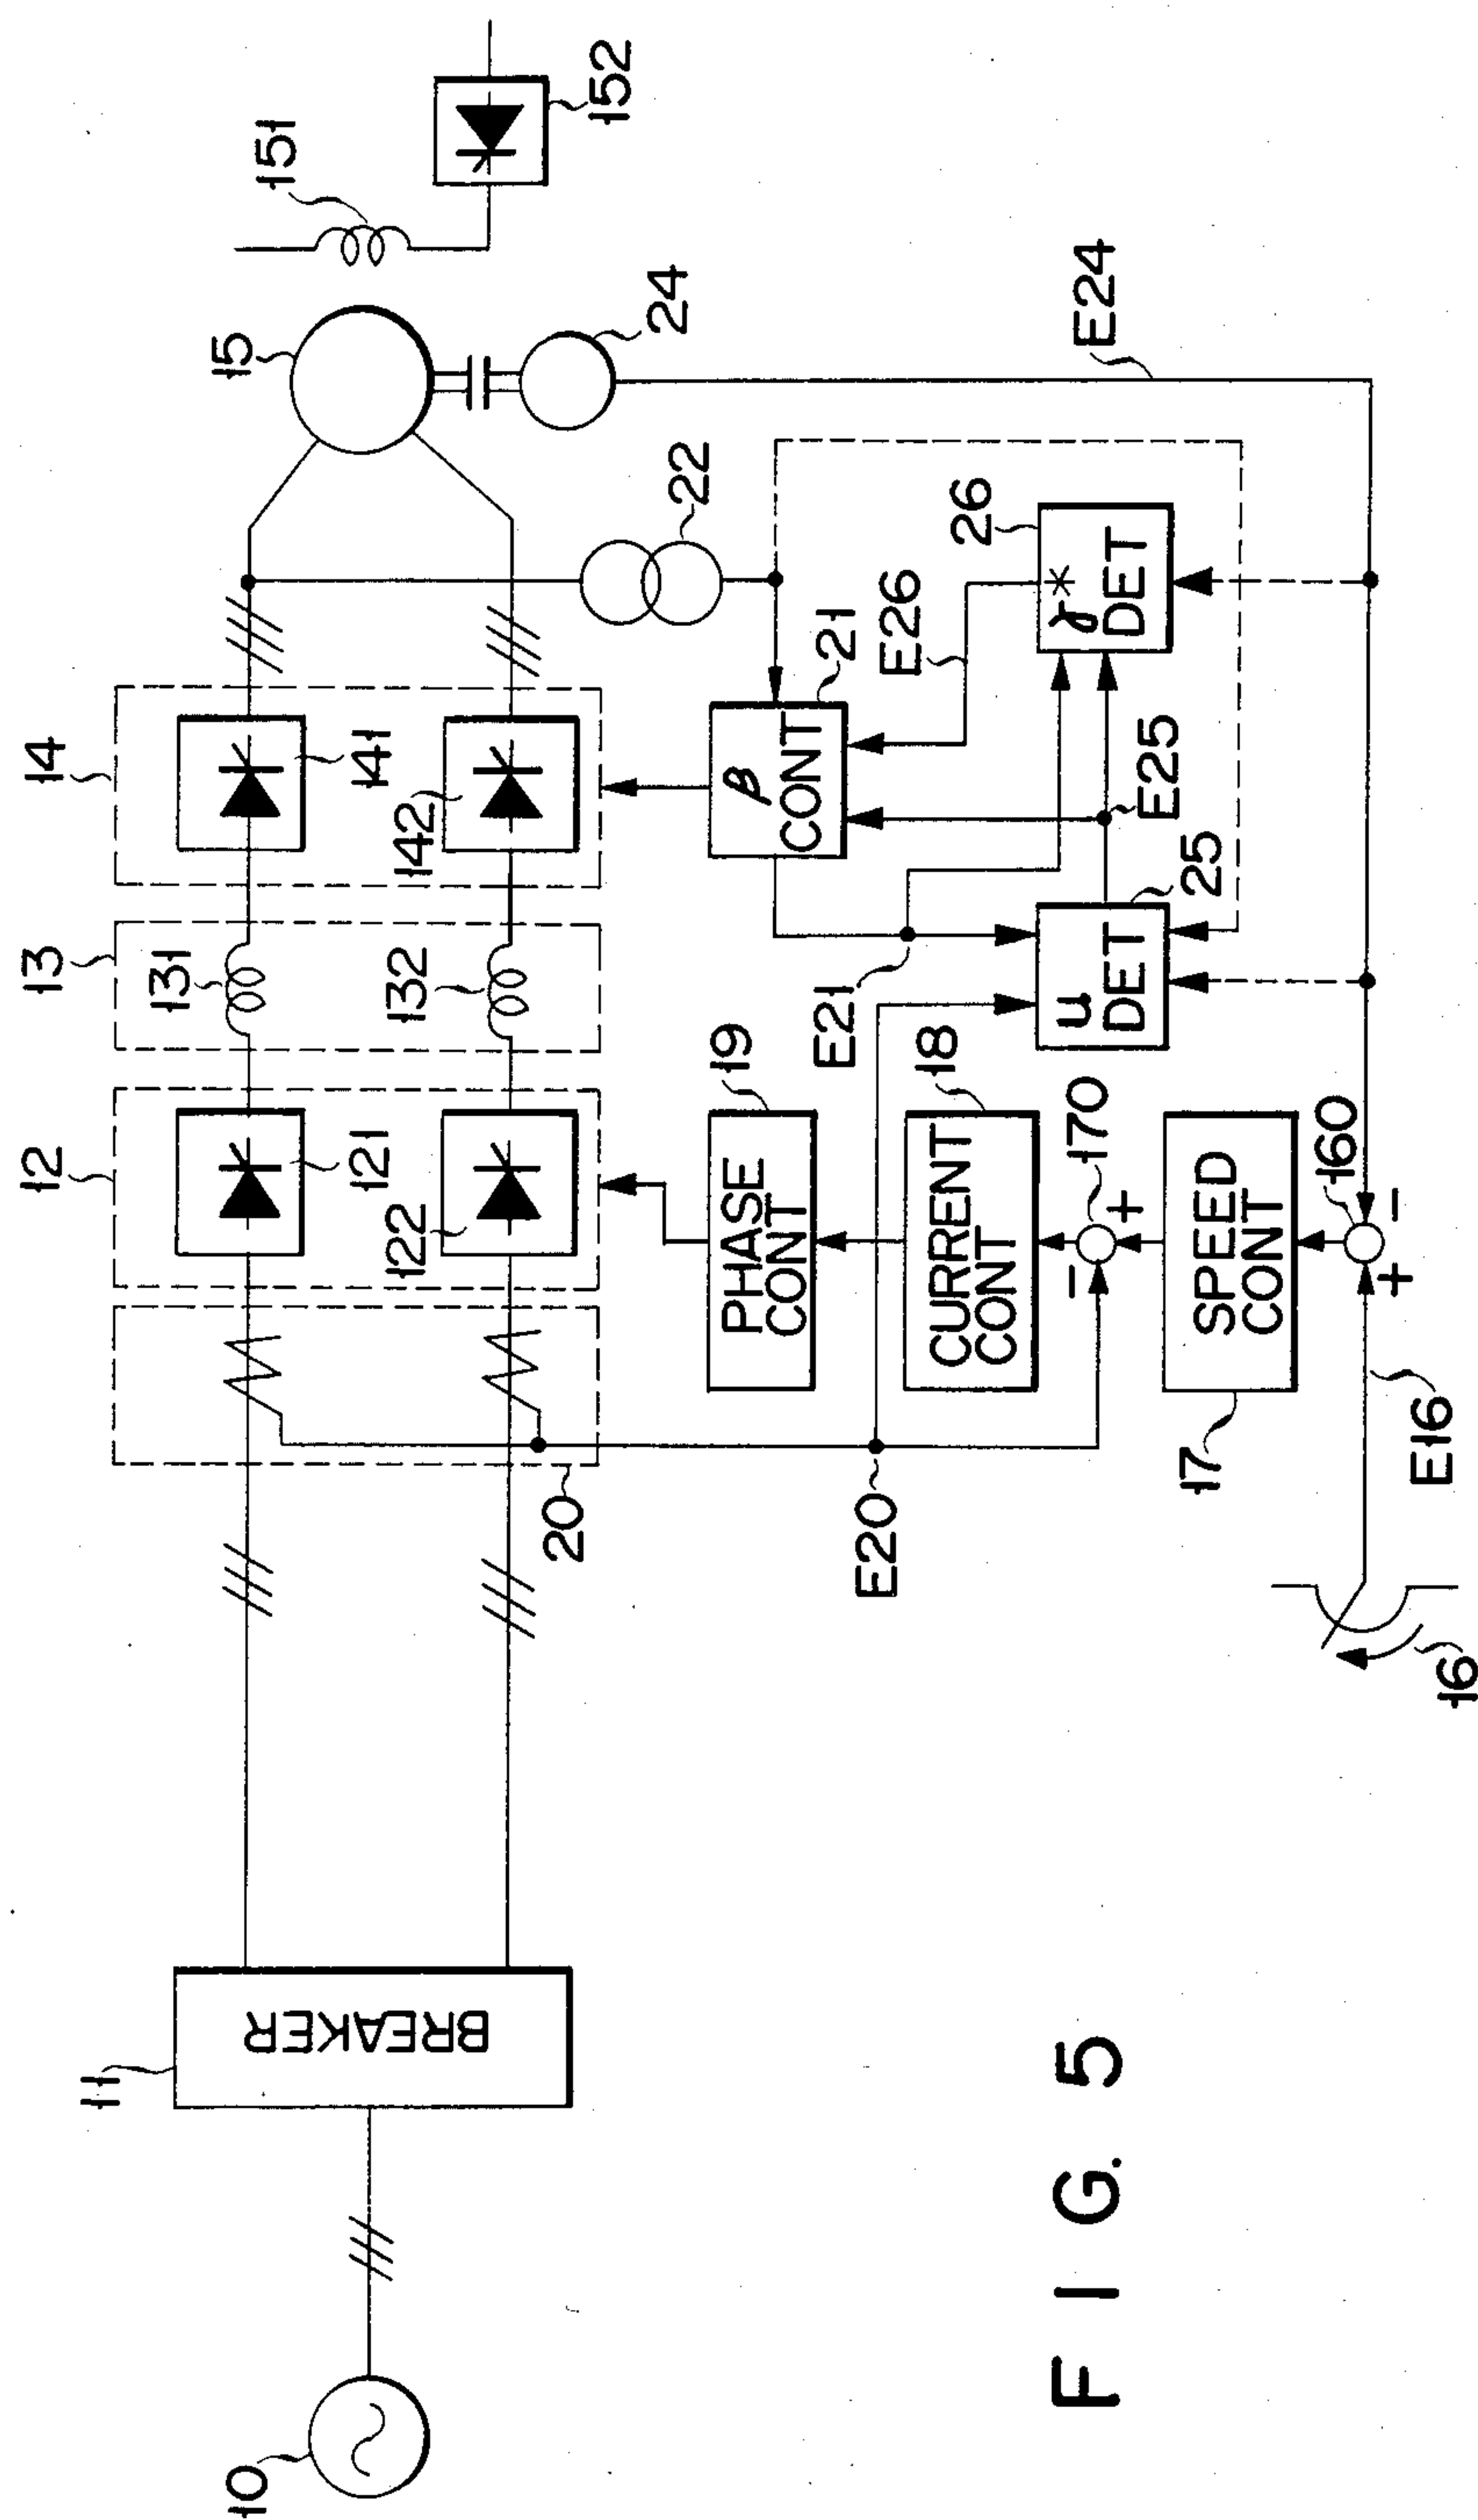 10
11
BREAKER
20
12
121
122
13
131
132
14
141
142
15
151
152
22
24
E20
19
PHASE
CONT
E21
21
β
CONT
E26
18
CURRENT
CONT
26
γ*
DET
E24
170
+
−
u
DET
25
E25
17
SPEED
CONT
160
+
−
16
E16
FIG. 5